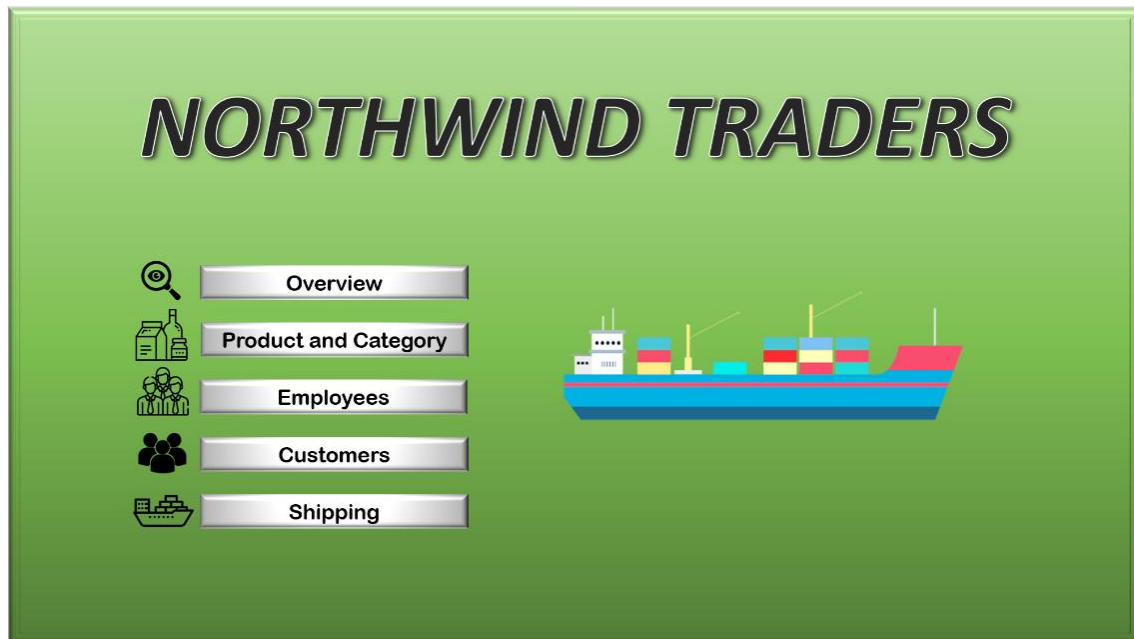 NORTHWIND TRADERS
Overview
Product and Category
Employees
Customers
Shipping